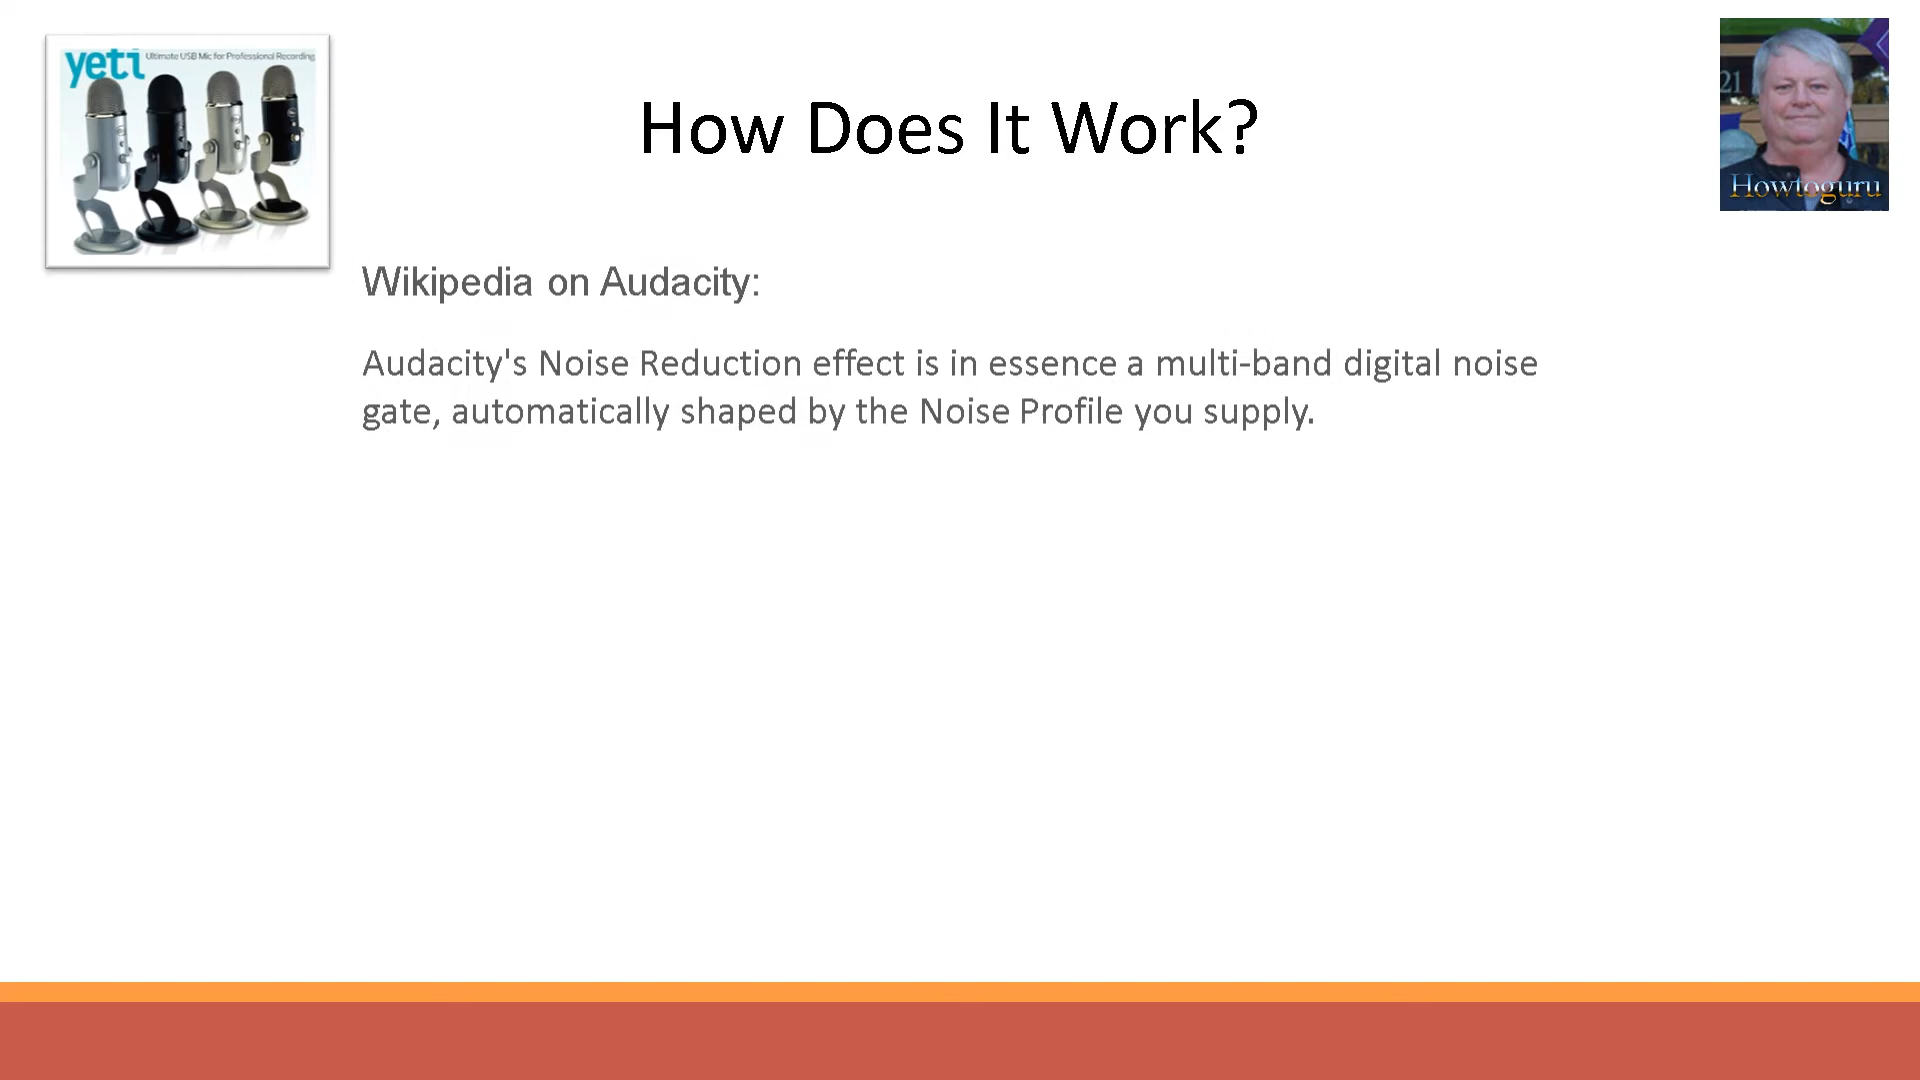 yeti Ultimate USB Mic for Professional Recording
How Does It Work?
21
Howtoguru
Wikipedia on Audacity:
Audacity's Noise Reduction effect is in essence a multi-band digital noise
gate, automatically shaped by the Noise Profile you supply.